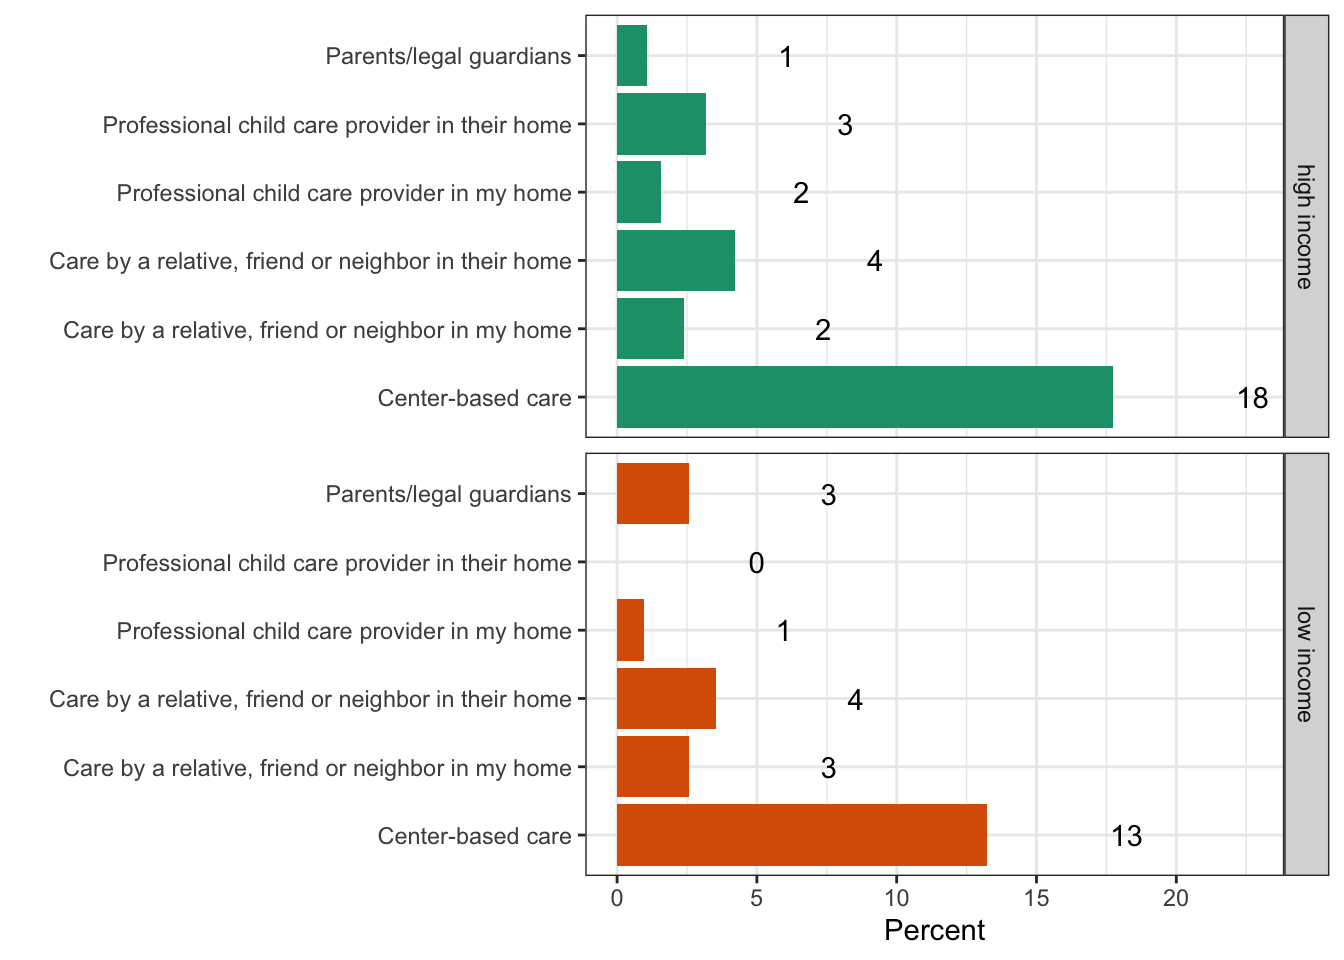 Parents/legal guardians 1
Professional child care provider in their home 3
Professional child care provider in my home 2
Care by a relative, friend or neighbor in their home 4
Care by a relative, friend or neighbor in my home 2
Center-based care 18
high income
Parents/legal guardians 3
Professional child care provider in their home 0
Professional child care provider in my home 1
Care by a relative, friend or neighbor in their home 4
Care by a relative, friend or neighbor in my home 3
Center-based care 13
low income
0 5 10 15 20
Percent